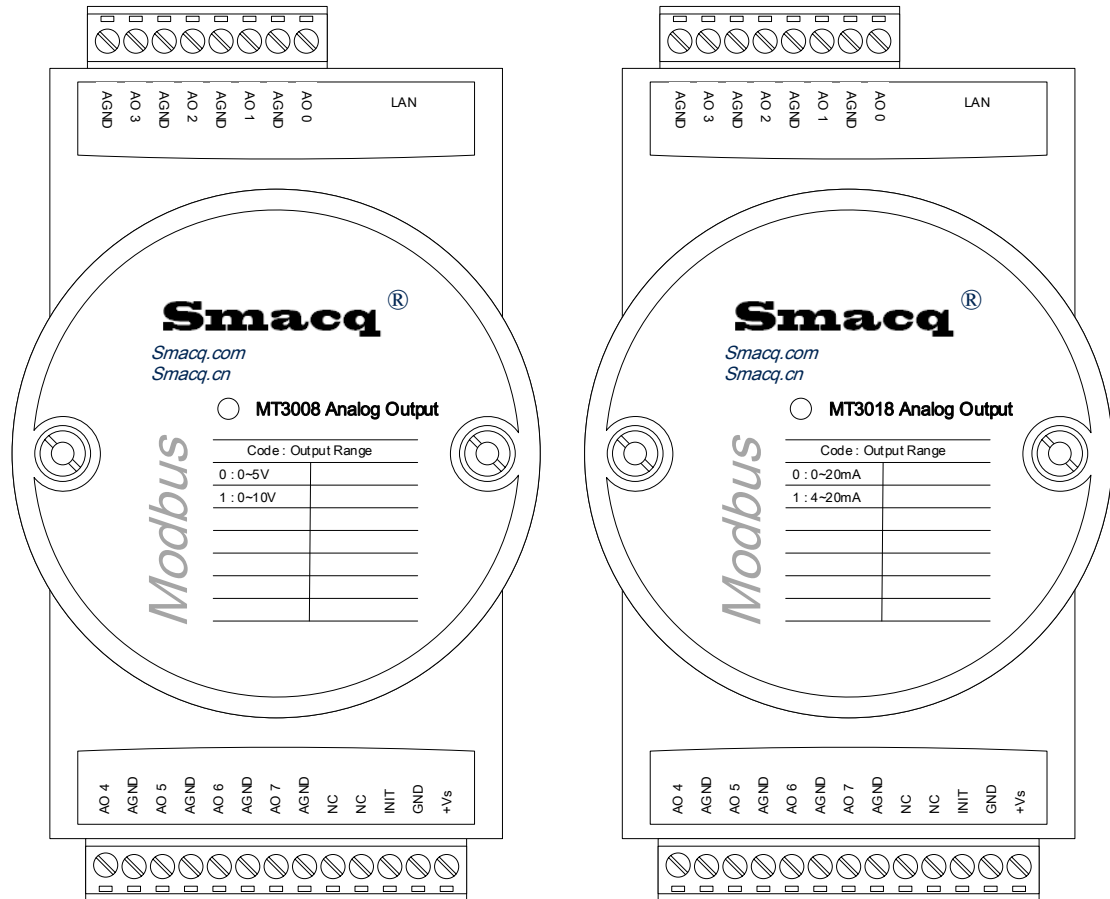 AGND AO 3 AGND AO 2 AGND AO 1 AGND AO 0 LAN
Smacq ®
Smacq.com
Smacq.cn
MT3008 Analog Output
Modbus
Code : Output Range
0 : 0~5V
1 : 0~10V
AO 4 AGND AO 5 AGND AO 6 AGND AO 7 AGND NC NC INIT GND +Vs
AGND AO 3 AGND AO 2 AGND AO 1 AGND AO 0 LAN
Smacq ®
Smacq.com
Smacq.cn
MT3018 Analog Output
Modbus
Code : Output Range
0 : 0~20mA
1 : 4~20mA
AO 4 AGND AO 5 AGND AO 6 AGND AO 7 AGND NC NC INIT GND +Vs